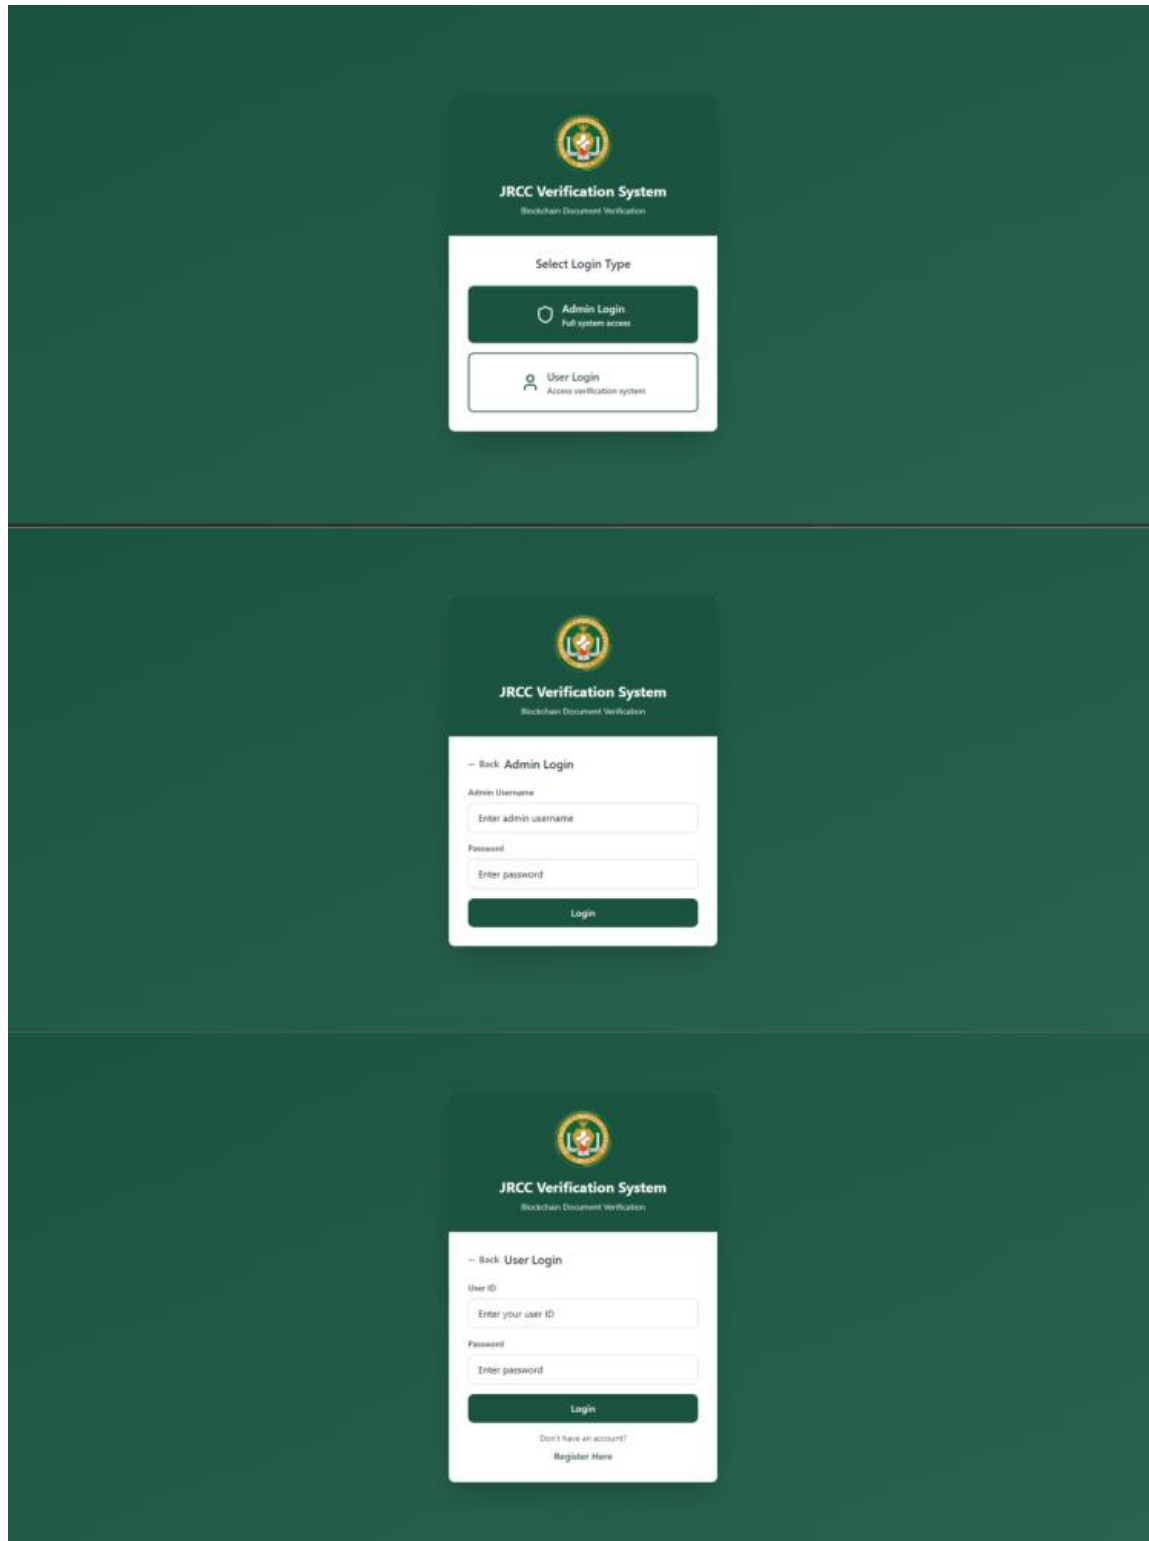 JRCC Verification System
Blockchain Document Verification
Select Login Type
Admin Login
Full system access
User Login
Access verification system
JRCC Verification System
Blockchain Document Verification
← Back Admin Login
Admin Username
Enter admin username
Password
Enter password
Login
JRCC Verification System
Blockchain Document Verification
← Back User Login
User ID
Enter your user ID
Password
Enter password
Login
Don't have an account?
Register Here